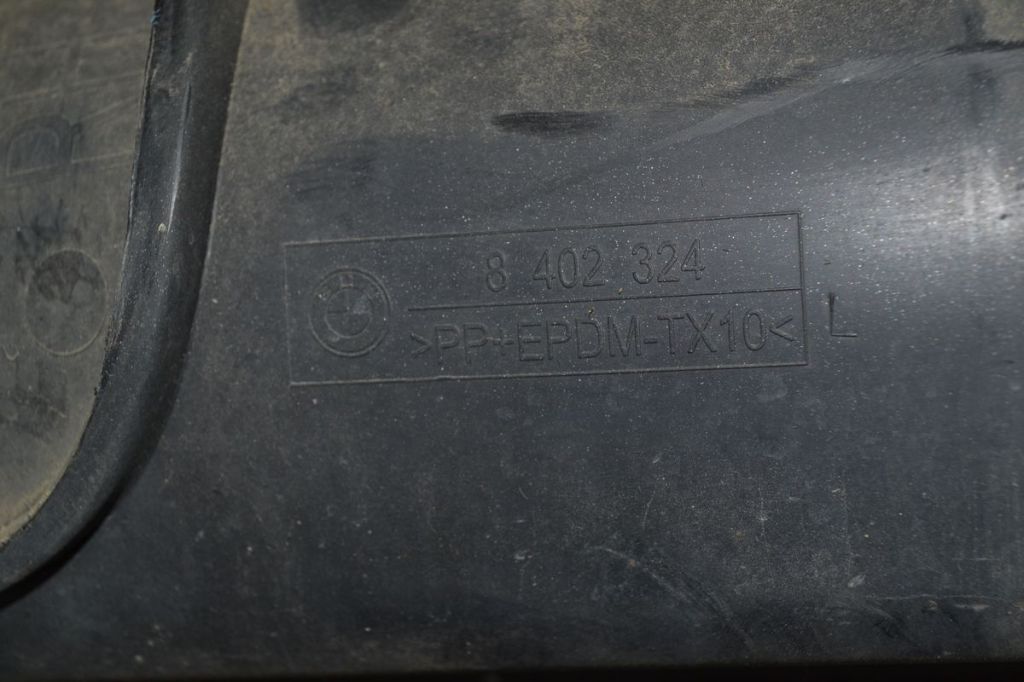 8 402 324
>PP+EPDM-TX10<
L